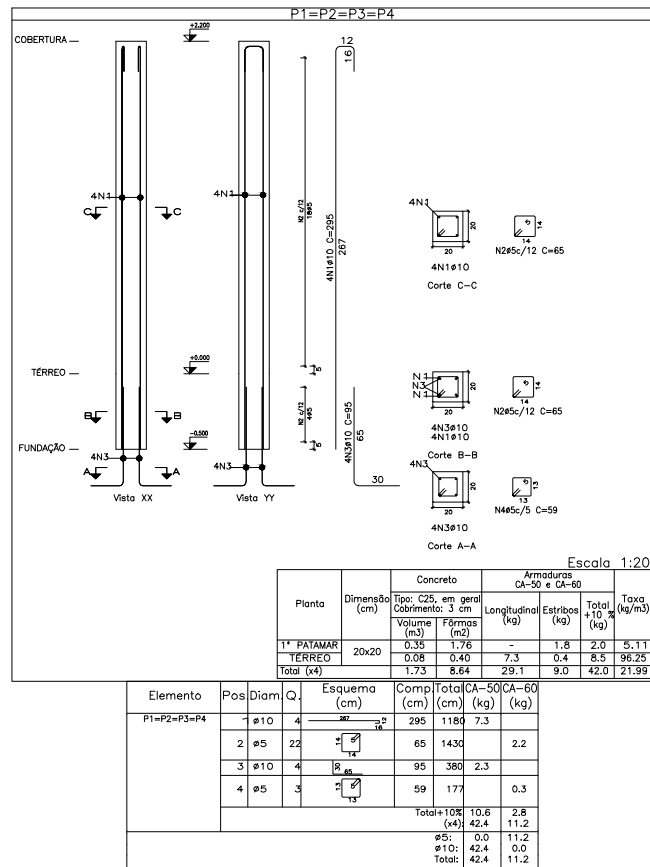 P1=P2=P3=P4
COBERTURA
+2.200
12
16
4N1
4N1
C C
N2 c/12
18ø5
4N1ø10 C=295
267
4N1
20
20
4N1ø10
Corte C-C
5
14
14
N2ø5c/12 C=65
TÉRREO
+0.000
5
N1
N3
N1
20
20
4N3ø10
4N1ø10
Corte B-B
5
14
14
N2ø5c/12 C=65
B B
N2 c/12
4ø5
4N3ø10 C=95
65
FUNDAÇÃO
-0.500
5
4N3
4N3
A A
30
Vista XX
Vista YY
4N3
20
20
4N3ø10
Corte A-A
5
13
13
N4ø5c/5 C=59
Escala 1:20
Planta
Dimensão (cm)
Concreto
Tipo: C25, em geral
Cobrimento: 3 cm
Volume (m3)
Fôrmas (m2)
Armaduras
CA-50 e CA-60
Longitudinal (kg)
Estribos (kg)
Total +10 % (kg)
Taxa (kg/m3)
1° PATAMAR 20x20 0.35 1.76 - 1.8 2.0 5.11
TÉRREO 0.08 0.40 7.3 0.4 8.5 96.25
Total (x4) 1.73 8.64 29.1 9.0 42.0 21.99
Elemento Pos. Diam. Q. Esquema (cm) Comp. (cm) Total (cm) CA-50 (kg) CA-60 (kg)
P1=P2=P3=P4 1 ø10 4 267 16 12 295 1180 7.3
2 ø5 22 14 14 5 65 1430 2.2
3 ø10 4 30 65 95 380 2.3
4 ø5 3 13 13 5 59 177 0.3
Total+10%: 10.6 2.8
(x4): 42.4 11.2
ø5: 0.0 11.2
ø10: 42.4 0.0
Total: 42.4 11.2